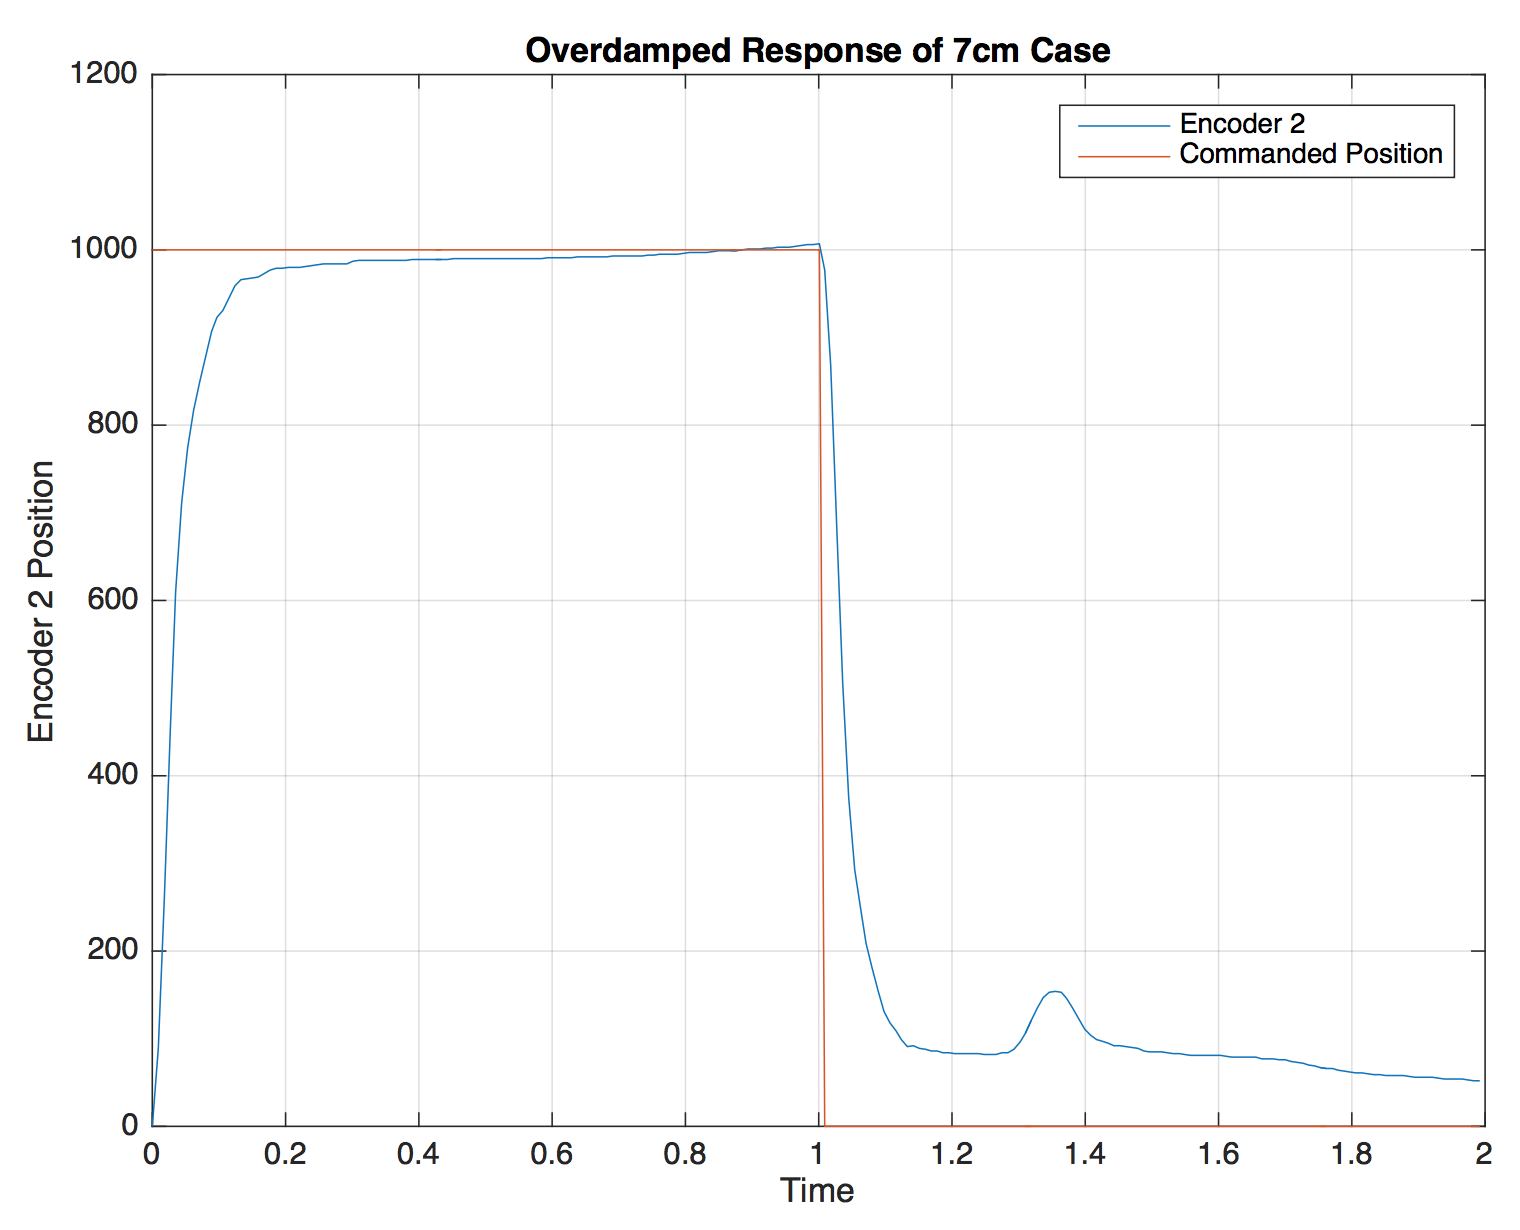 Overdamped Response of 7cm Case
1200
1000
800
600
400
200
0
Encoder 2 Position
Encoder 2
Commanded Position
0 0.2 0.4 0.6 0.8 1 1.2 1.4 1.6 1.8 2
Time